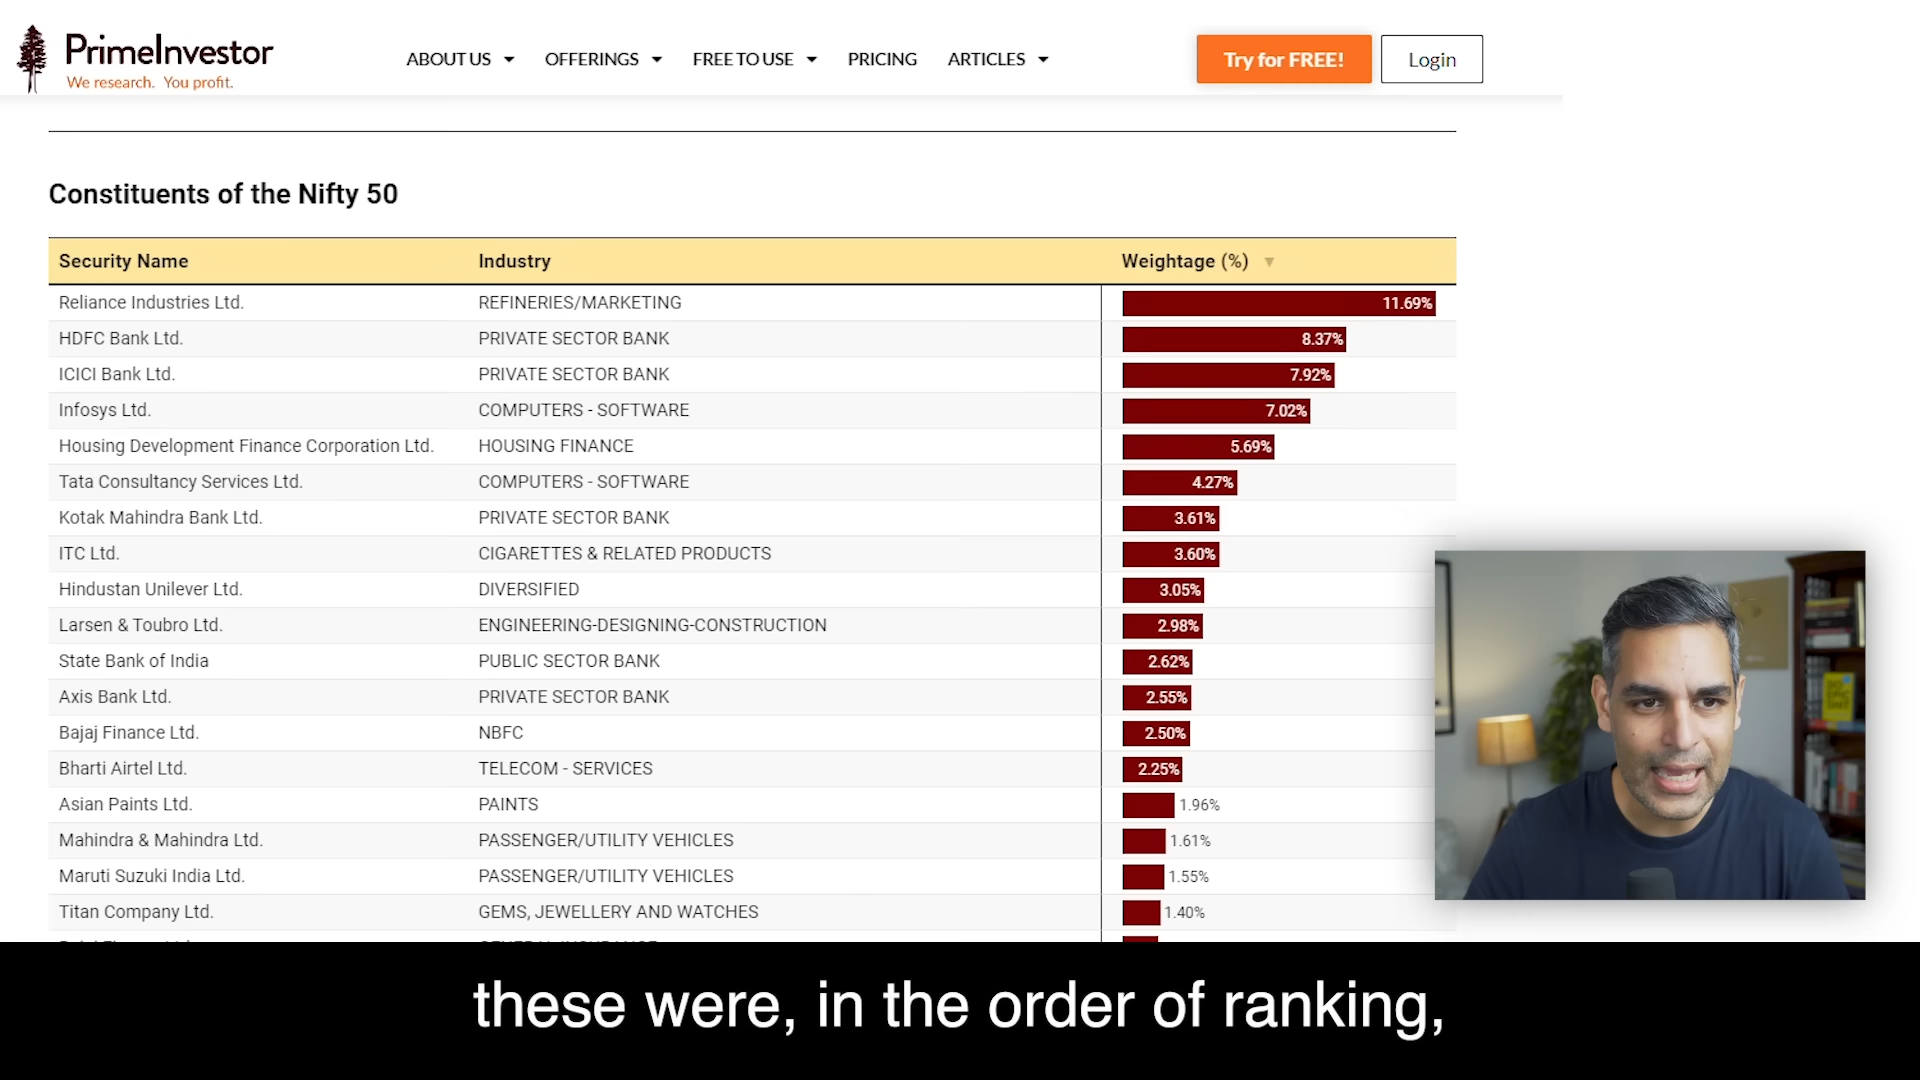 PrimeInvestor
We research. You profit.
ABOUT US OFFERINGS FREE TO USE PRICING ARTICLES
Try for FREE! Login
Constituents of the Nifty 50
Security Name Industry Weightage (%)
Reliance Industries Ltd. REFINERIES/MARKETING 11.69%
HDFC Bank Ltd. PRIVATE SECTOR BANK 8.37%
ICICI Bank Ltd. PRIVATE SECTOR BANK 7.92%
Infosys Ltd. COMPUTERS - SOFTWARE 7.02%
Housing Development Finance Corporation Ltd. HOUSING FINANCE 5.69%
Tata Consultancy Services Ltd. COMPUTERS - SOFTWARE 4.27%
Kotak Mahindra Bank Ltd. PRIVATE SECTOR BANK 3.61%
ITC Ltd. CIGARETTES & RELATED PRODUCTS 3.60%
Hindustan Unilever Ltd. DIVERSIFIED 3.05%
Larsen & Toubro Ltd. ENGINEERING-DESIGNING-CONSTRUCTION 2.98%
State Bank of India PUBLIC SECTOR BANK 2.62%
Axis Bank Ltd. PRIVATE SECTOR BANK 2.55%
Bajaj Finance Ltd. NBFC 2.50%
Bharti Airtel Ltd. TELECOM - SERVICES 2.25%
Asian Paints Ltd. PAINTS 1.96%
Mahindra & Mahindra Ltd. PASSENGER/UTILITY VEHICLES 1.61%
Maruti Suzuki India Ltd. PASSENGER/UTILITY VEHICLES 1.55%
Titan Company Ltd. GEMS, JEWELLERY AND WATCHES 1.40%
these were, in the order of ranking,